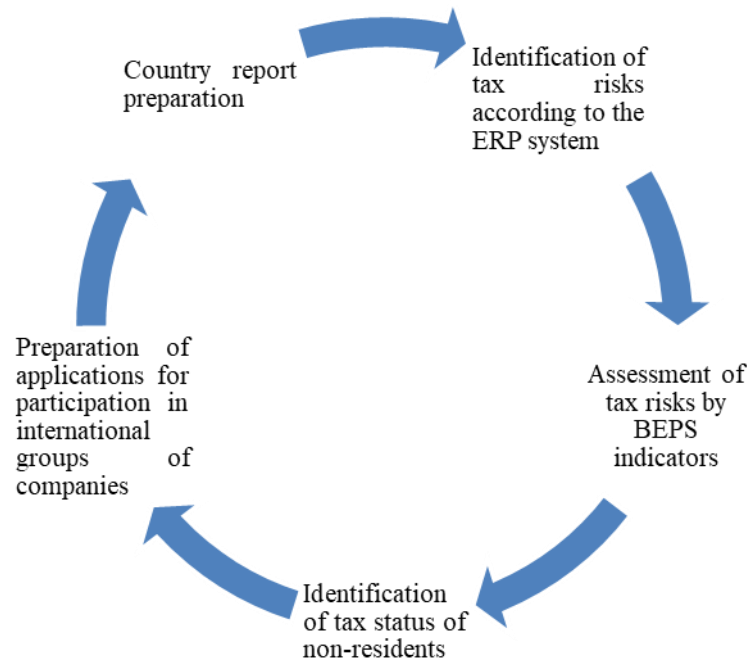 Country report
preparation
Identification of
tax risks
according to the
ERP system
Assessment of
tax risks by
BEPS
indicators
Identification
of tax status of
non-residents
Preparation of
applications for
participation in
international
groups of
companies